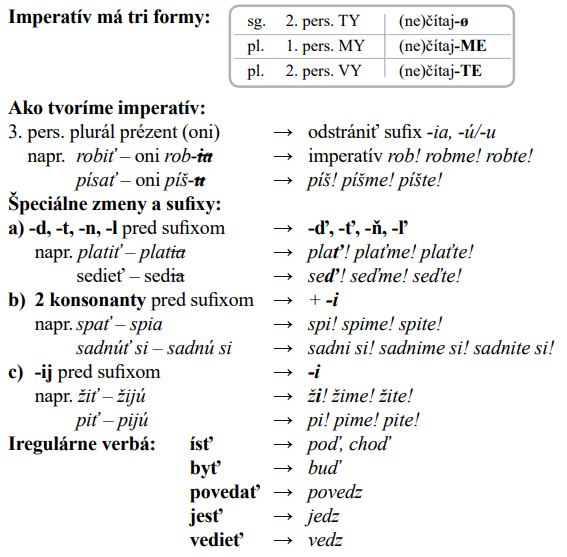 Imperatív má tri formy:
sg. 2. pers. TY (ne)čítaj-ø
pl. 1. pers. MY (ne)čítaj-ME
pl. 2. pers. VY (ne)čítaj-TE
Ako tvoríme imperatív:
3. pers. plurál prézent (oni) → odstrániť sufix -ia, -ú/-u
napr. robiť – oni rob-ia → imperatív rob! robme! robte!
písať – oni píš-u → píš! píšme! píšte!
Špeciálne zmeny a sufixy:
a) -d, -t, -n, -l pred sufixom → -ď, -ť, -ň, -ľ
napr. platiť – platia → plať! plaťme! plaťte!
sedieť – sedia → seď! seďme! seďte!
b) 2 konsonanty pred sufixom → + -i
napr. spať – spia → spi! spime! spite!
sadnúť si – sadnú si → sadni si! sadnime si! sadnite si!
c) -ij pred sufixom → -i
napr. žiť – žijú → ži! žime! žite!
piť – pijú → pi! pime! pite!
Iregulárne verbá: ísť → poď, choď
byť → buď
povedať → povedz
jesť → jedz
vedieť → vedz